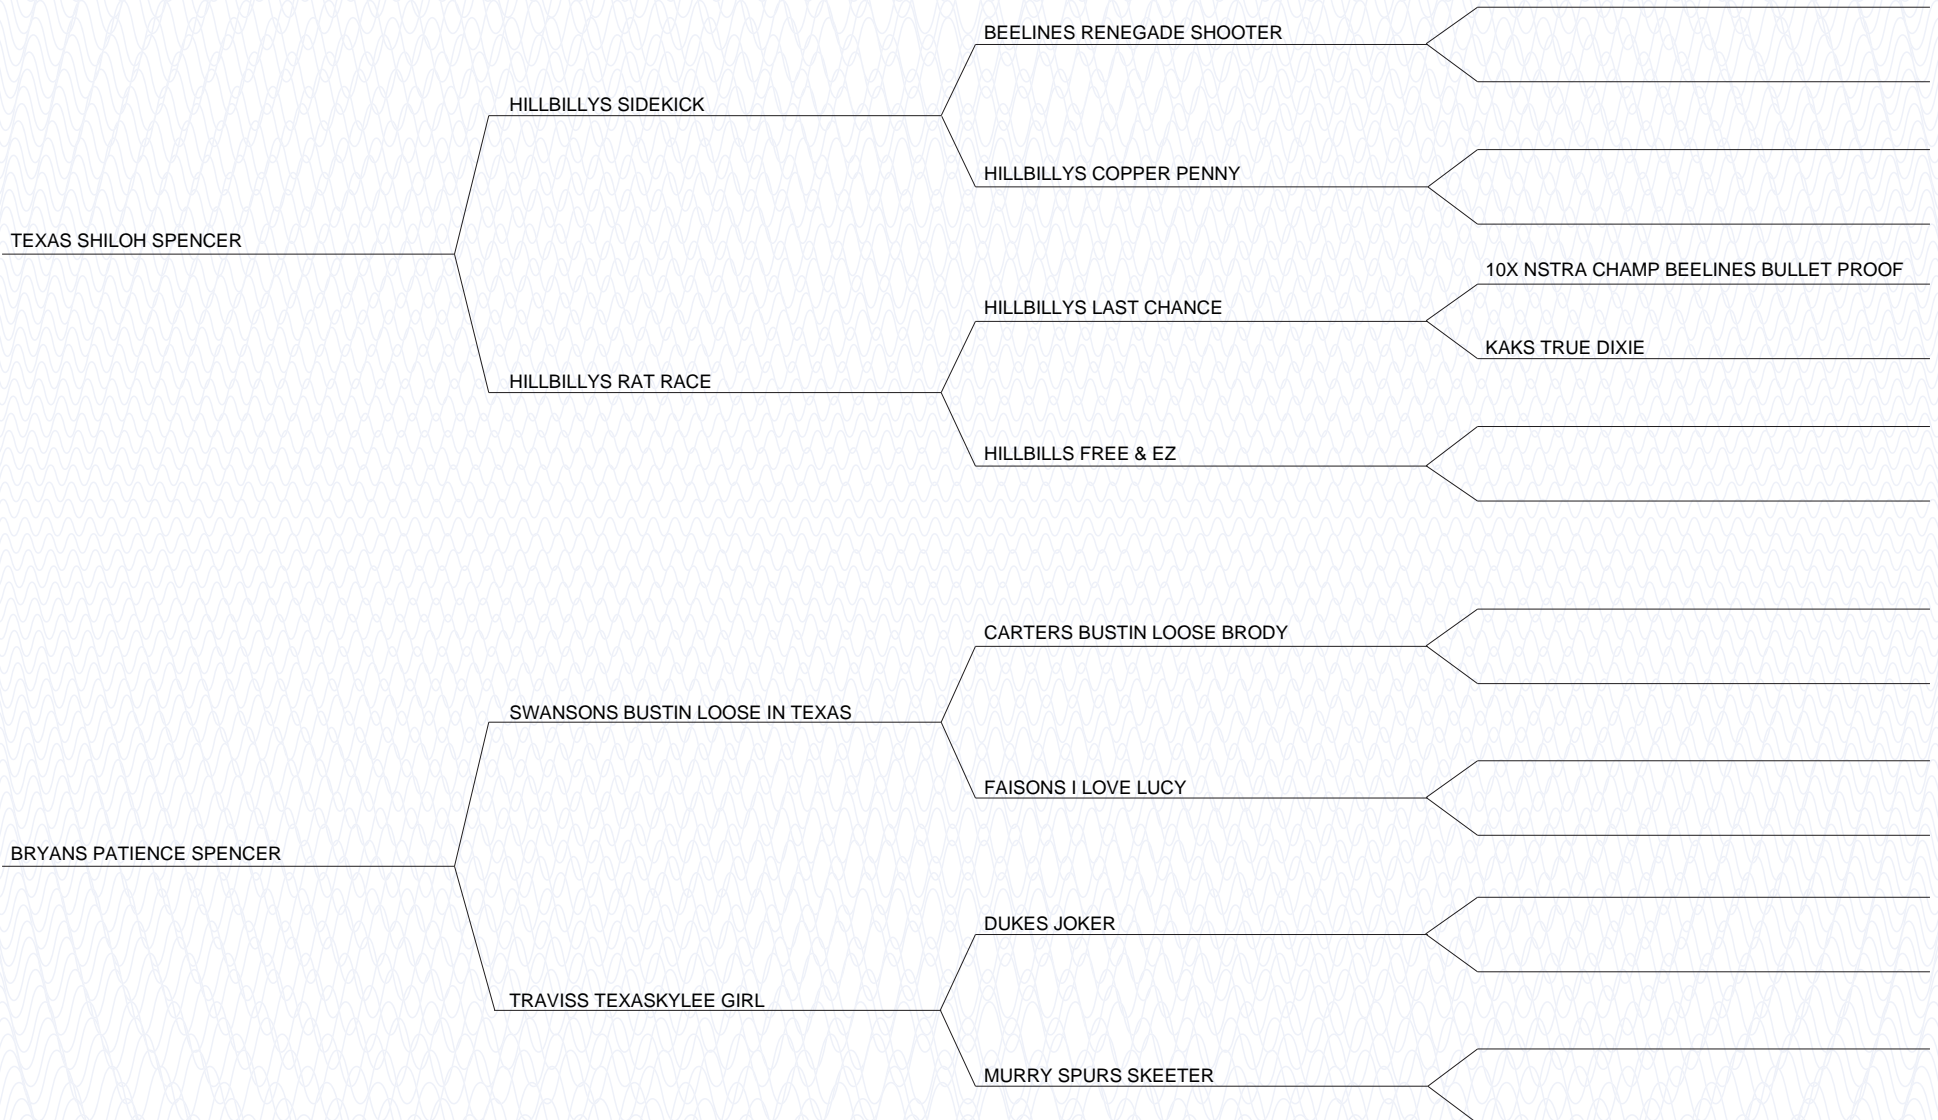 BEELINES RENEGADE SHOOTER
HILLBILLYS SIDEKICK
HILLBILLYS COPPER PENNY
TEXAS SHILOH SPENCER
10X NSTRA CHAMP BEELINES BULLET PROOF
HILLBILLYS LAST CHANCE
KAKS TRUE DIXIE
HILLBILLYS RAT RACE
HILLBILLS FREE & EZ
CARTERS BUSTIN LOOSE BRODY
SWANSONS BUSTIN LOOSE IN TEXAS
FAISONS I LOVE LUCY
BRYANS PATIENCE SPENCER
DUKES JOKER
TRAVISS TEXASKYLEE GIRL
MURRY SPURS SKEETER